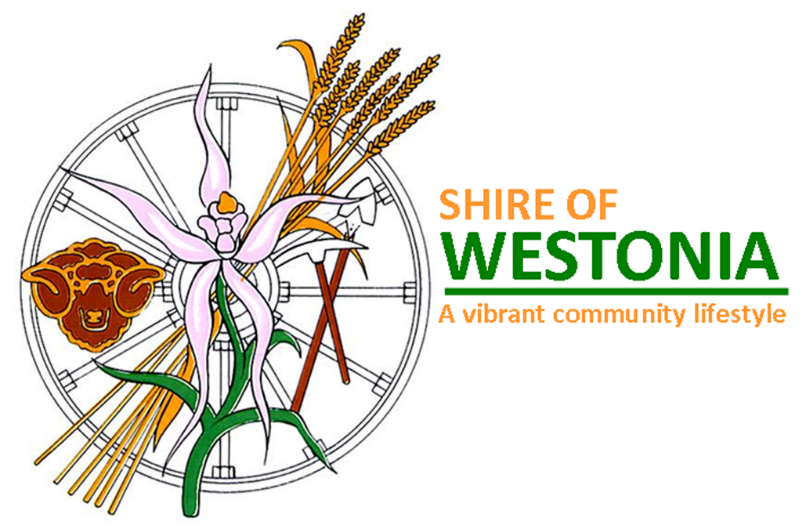 SHIRE OF
WESTONIA
A vibrant community lifestyle